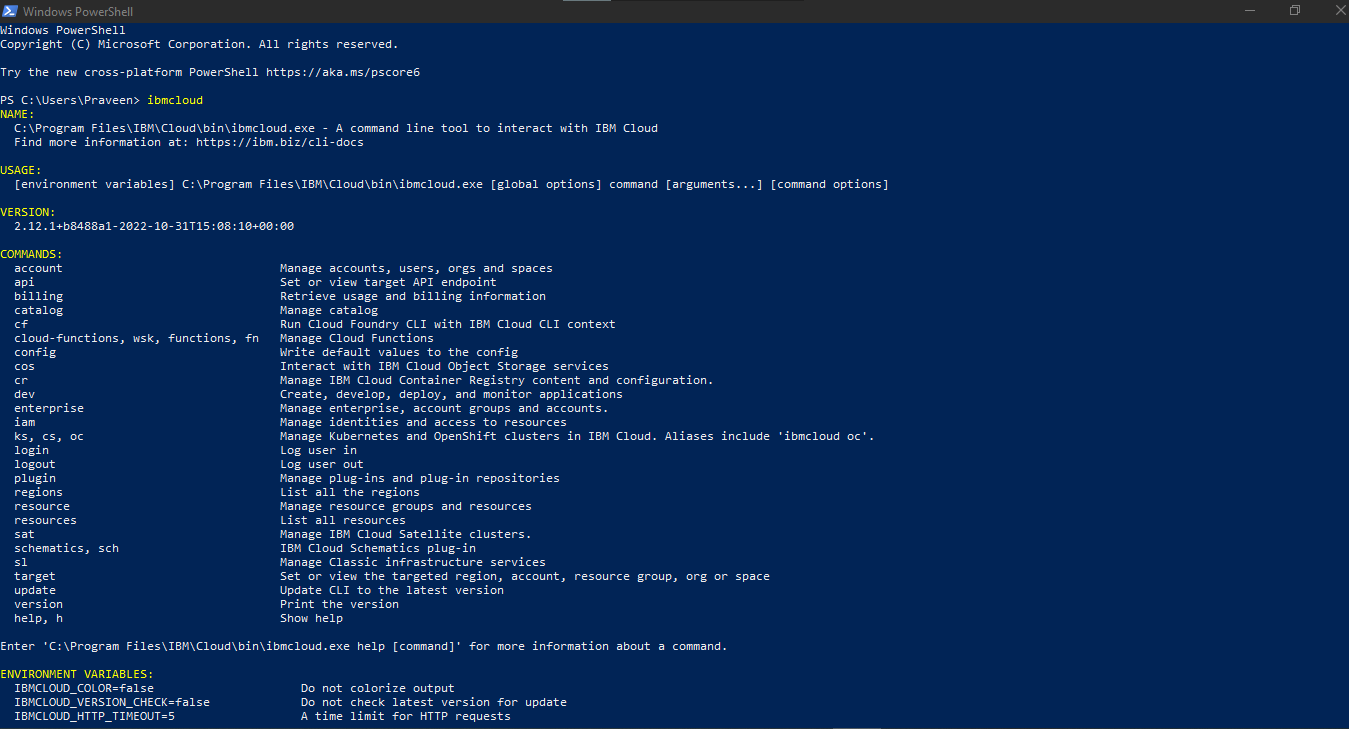 Windows PowerShell
Windows PowerShell
Copyright (C) Microsoft Corporation. All rights reserved.
Try the new cross-platform PowerShell https://aka.ms/pscore6
PS C:\Users\Praveen> ibmcloud
NAME:
  C:\Program Files\IBM\Cloud\bin\ibmcloud.exe - A command line tool to interact with IBM Cloud
  Find more information at: https://ibm.biz/cli-docs
USAGE:
  [environment variables] C:\Program Files\IBM\Cloud\bin\ibmcloud.exe [global options] command [arguments...] [command options]
VERSION:
  2.12.1+b8488a1-2022-10-31T15:08:10+00:00
COMMANDS:
  account                               Manage accounts, users, orgs and spaces
  api                                   Set or view target API endpoint
  billing                               Retrieve usage and billing information
  catalog                               Manage catalog
  cf                                    Run Cloud Foundry CLI with IBM Cloud CLI context
  cloud-functions, wsk, functions, fn   Manage Cloud Functions
  config                                Write default values to the config
  cos                                   Interact with IBM Cloud Object Storage services
  cr                                    Manage IBM Cloud Container Registry content and configuration.
  dev                                   Create, develop, deploy, and monitor applications
  enterprise                            Manage enterprise, account groups and accounts.
  iam                                   Manage identities and access to resources
  ks, cs, oc                            Manage Kubernetes and OpenShift clusters in IBM Cloud. Aliases include 'ibmcloud oc'.
  login                                 Log user in
  logout                                Log user out
  plugin                                Manage plug-ins and plug-in repositories
  regions                               List all the regions
  resource                              Manage resource groups and resources
  resources                             List all resources
  sat                                   Manage IBM Cloud Satellite clusters.
  schematics, sch                       IBM Cloud Schematics plug-in
  sl                                    Manage Classic infrastructure services
  target                                Set or view the targeted region, account, resource group, org or space
  update                                Update CLI to the latest version
  version                               Print the version
  help, h                               Show help
Enter 'C:\Program Files\IBM\Cloud\bin\ibmcloud.exe help [command]' for more information about a command.
ENVIRONMENT VARIABLES:
  IBMCLOUD_COLOR=false                     Do not colorize output
  IBMCLOUD_VERSION_CHECK=false             Do not check latest version for update
  IBMCLOUD_HTTP_TIMEOUT=5                  A time limit for HTTP requests